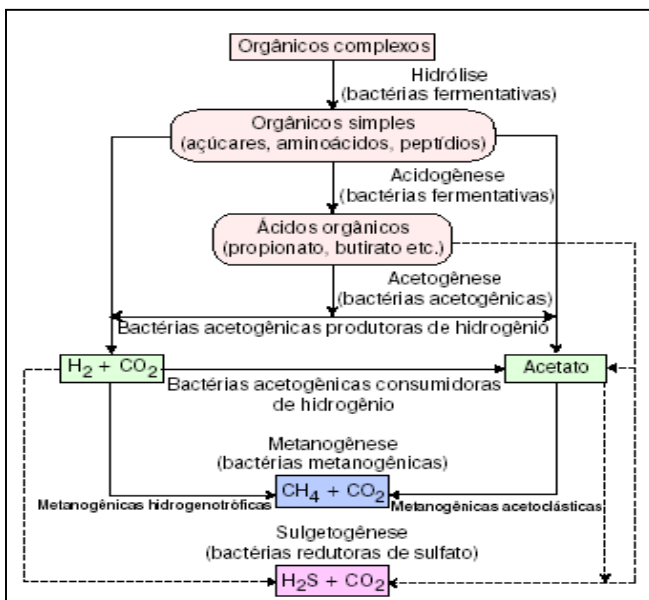 Orgânicos complexos
Hidrólise
(bactérias fermentativas)
Orgânicos simples
(açúcares, aminoácidos, peptídios)
Acidogênese
(bactérias fermentativas)
Ácidos orgânicos
(propionato, butirato etc.)
Acetogênese
(bactérias acetogênicas)
Bactérias acetogênicas produtoras de hidrogênio
H2 + CO2
Acetato
Bactérias acetogênicas consumidoras
de hidrogênio
Metanogênese
(bactérias metanogênicas)
CH4 + CO2
Metanogênicas hidrogenotróficas
Metanogênicas acetoclásticas
Sulgetogênese
(bactérias redutoras de sulfato)
H2S + CO2